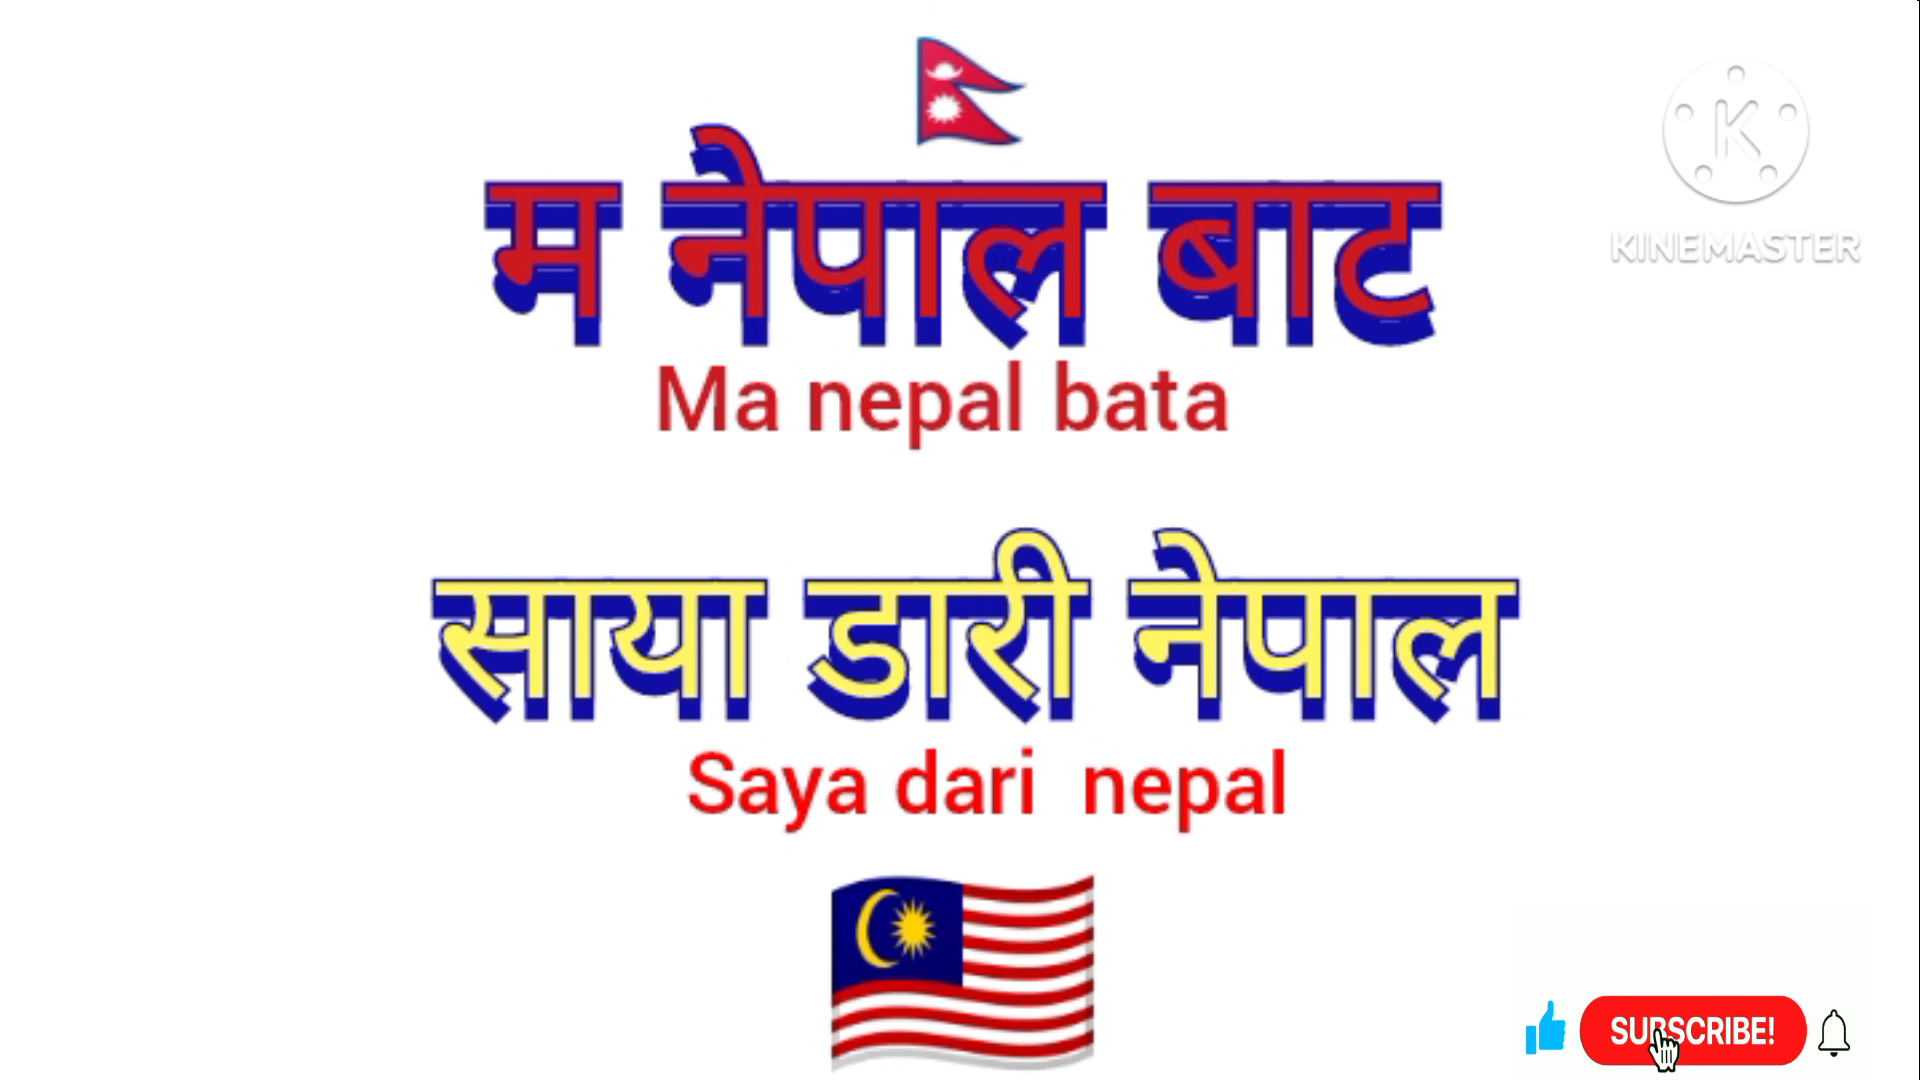 म नेपाल बाट
Ma nepal bata
साया डारी नेपाल
Saya dari nepal
K
KINEMASTER
SUBSCRIBE!